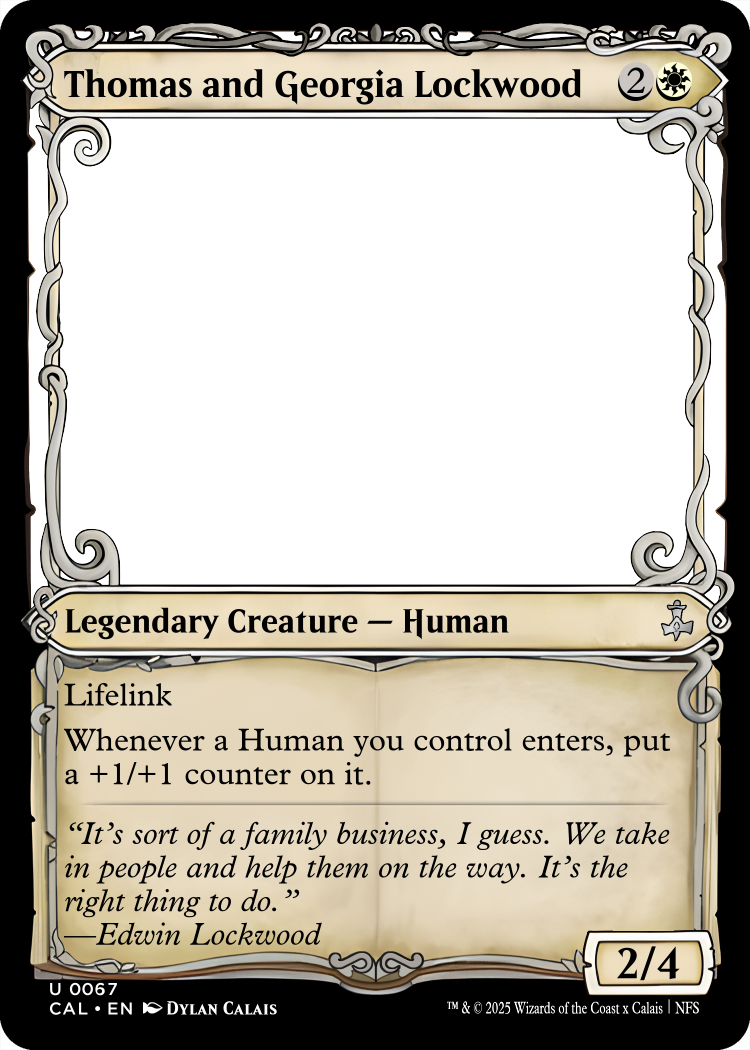 Thomas and Georgia Lockwood 2
Legendary Creature — Human
Lifelink
Whenever a Human you control enters, put
a +1/+1 counter on it.
“It’s sort of a family business, I guess. We take
in people and help them on the way. It’s the
right thing to do.”
—Edwin Lockwood
2/4
U 0067
CAL • EN DYLAN CALAIS
™ & © 2025 Wizards of the Coast x Calais | NFS